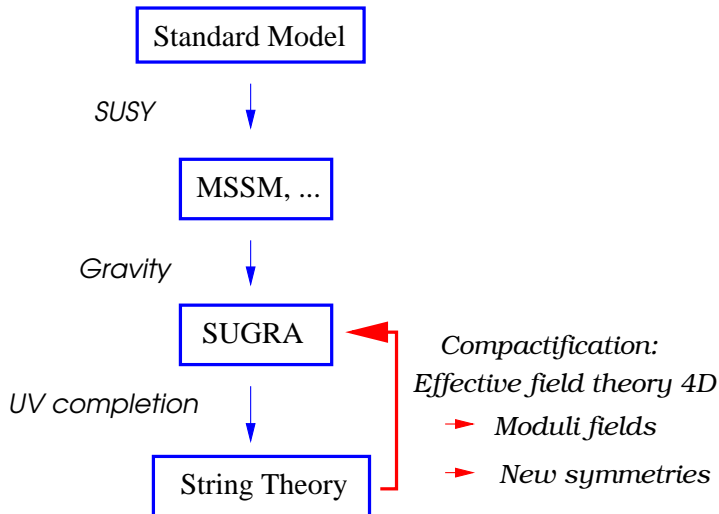 Standard Model
SUSY
MSSM, ...
Gravity
SUGRA
Compactification:
Effective field theory 4D
UV completion
Moduli fields
String Theory
New symmetries